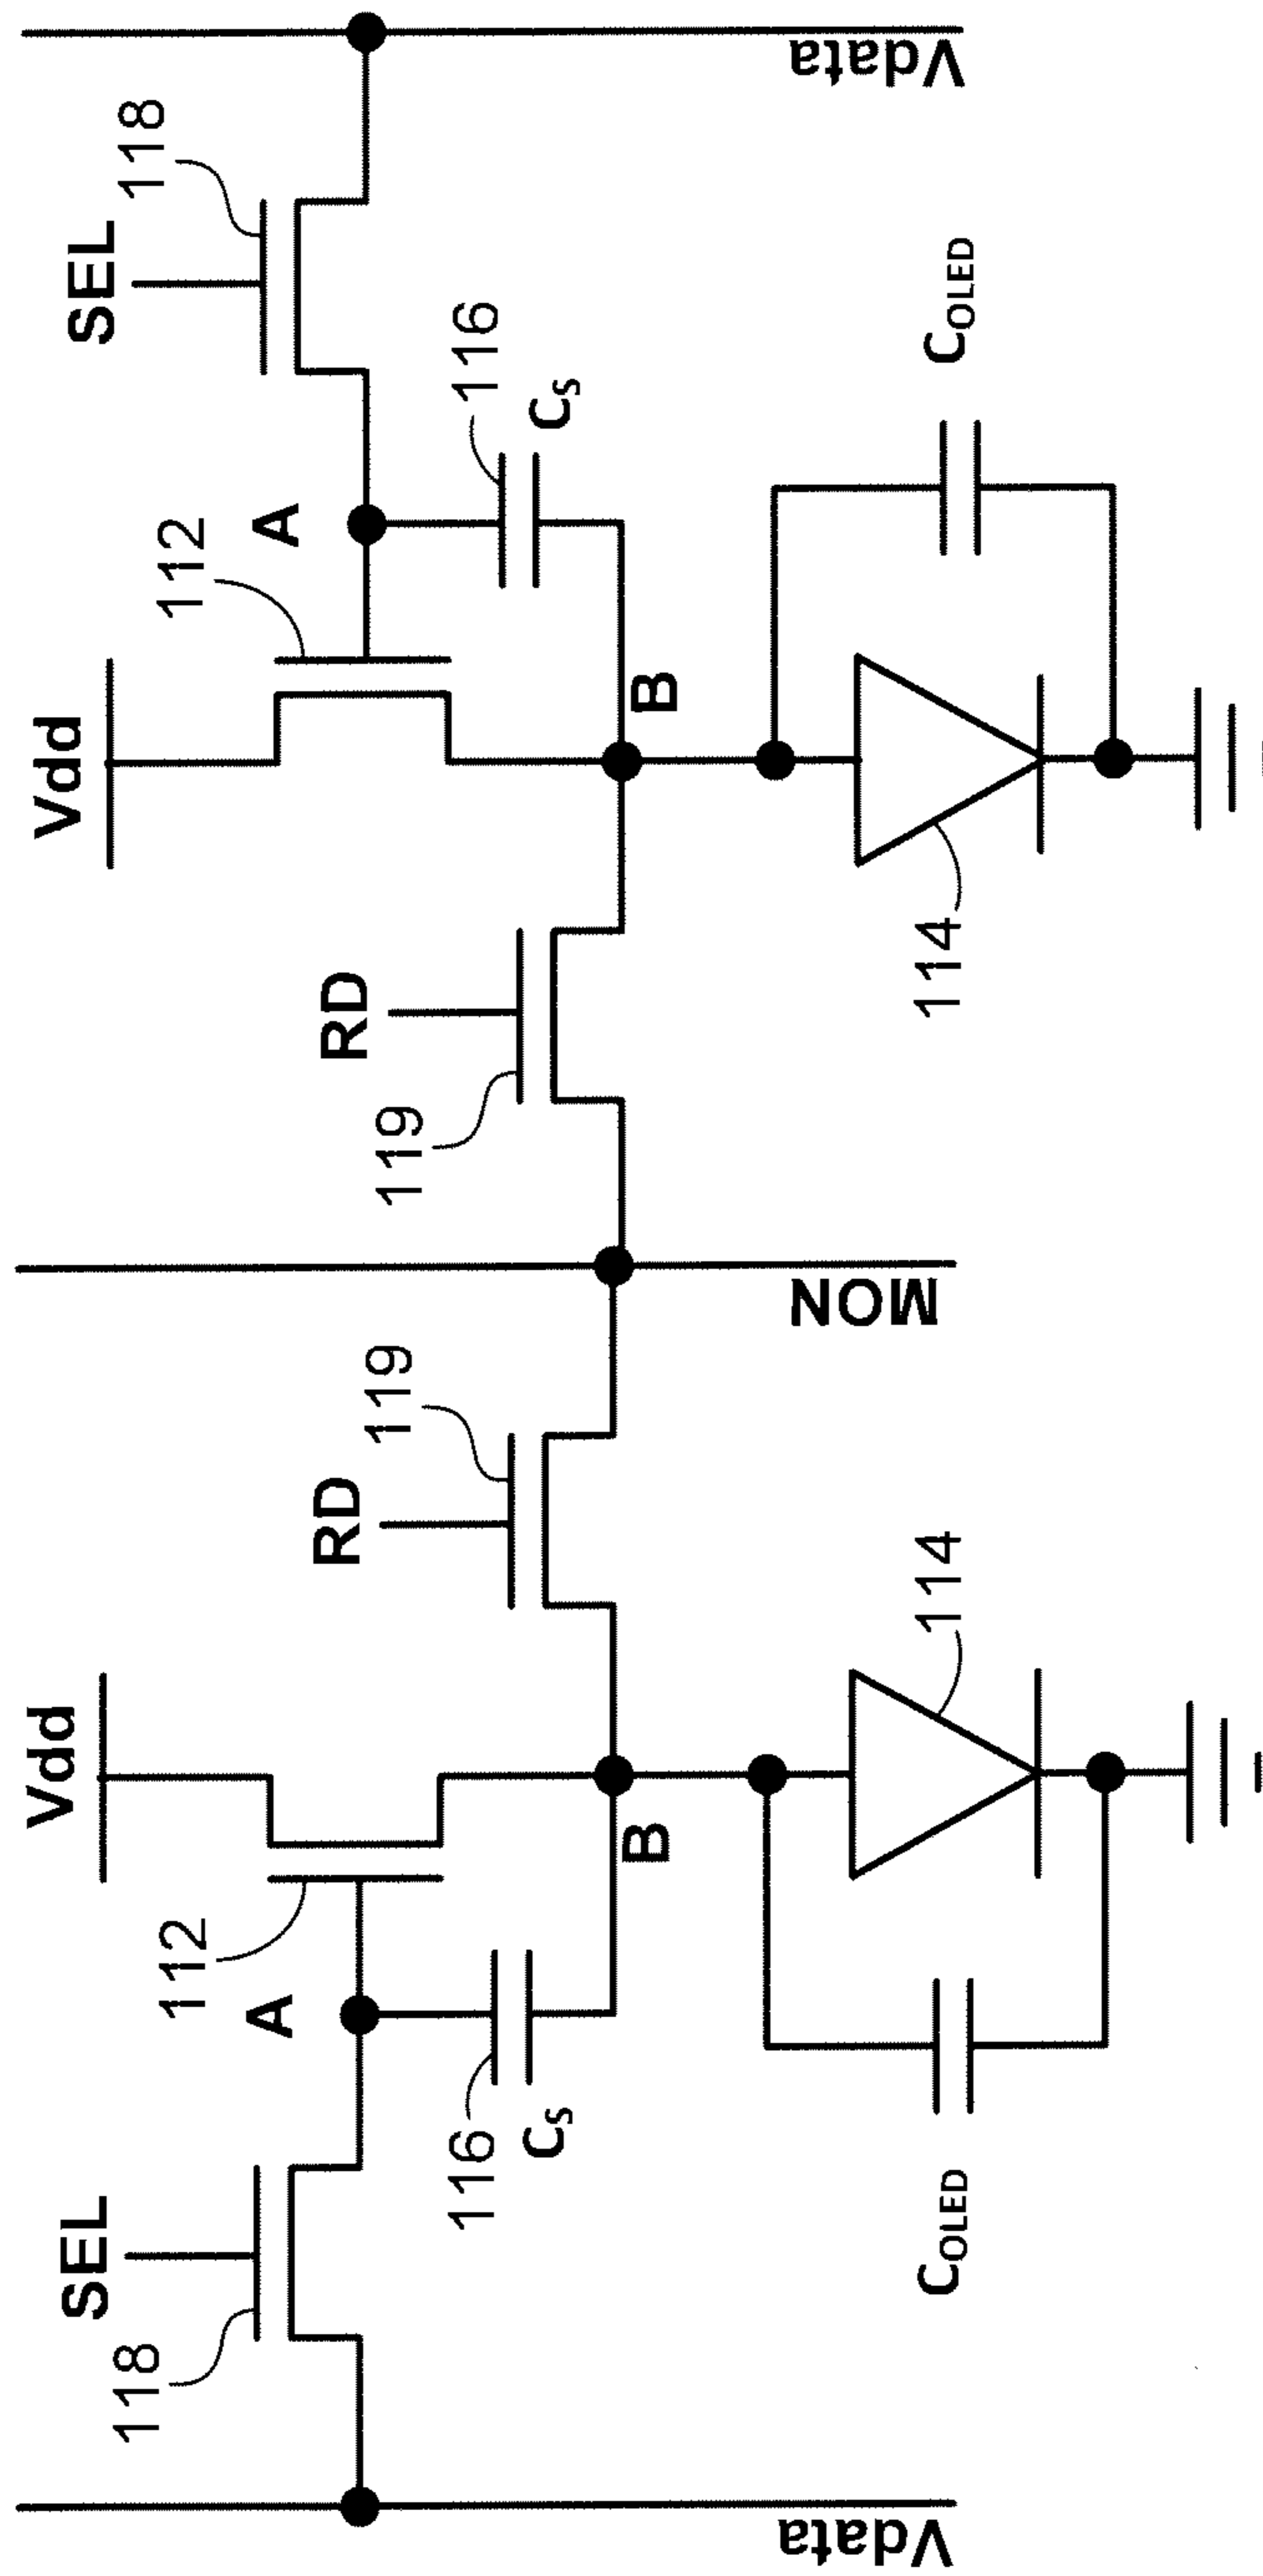 Vdd
Vdd
SEL
SEL
118
118
112
112
A
A
RD
RD
119
119
116
116
Cs
Cs
B
B
Vdata
MON
Vdata
114
114
COLED
COLED